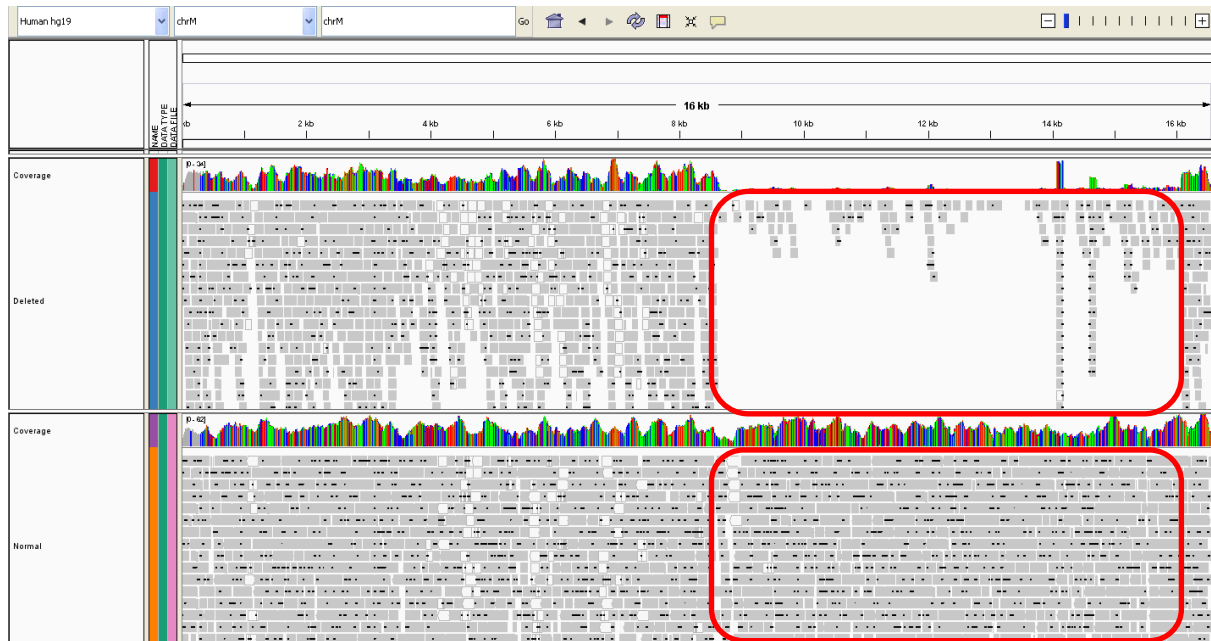 Human hg19 chrM chrM Go
NAME
DATA TYPE
DATA FILE
16 kb
kb 2 kb 4 kb 6 kb 8 kb 10 kb 12 kb 14 kb 16 kb
Coverage [0 - 34]
Deleted
Coverage [0 - 62]
Normal